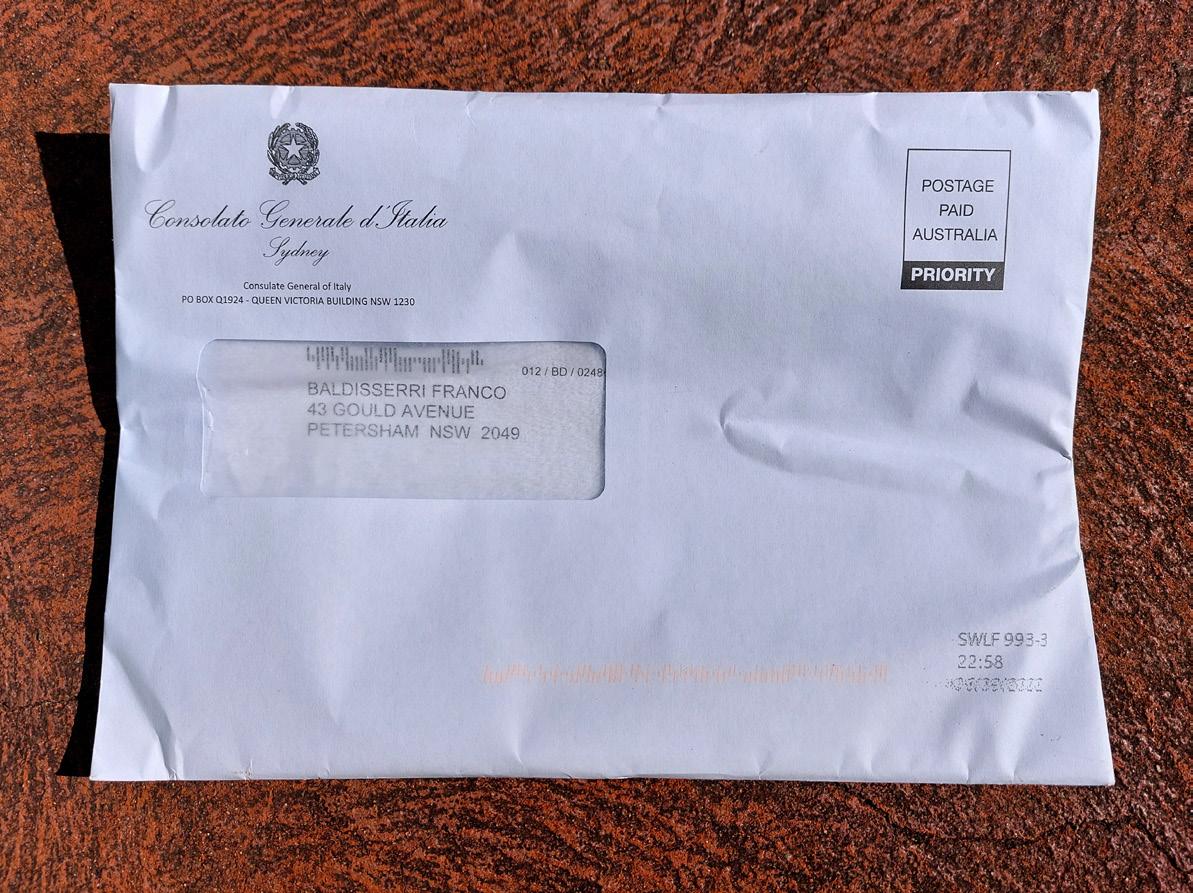 Consolato Generale d'Italia
Sydney
Consulate General of Italy
PO BOX Q1924 - QUEEN VICTORIA BUILDING NSW 1230
POSTAGE
PAID
AUSTRALIA
PRIORITY
012 / BD / 0248
BALDISSERRI FRANCO
43 GOULD AVENUE
PETERSHAM NSW 2049
SWLF 993-3
22:58